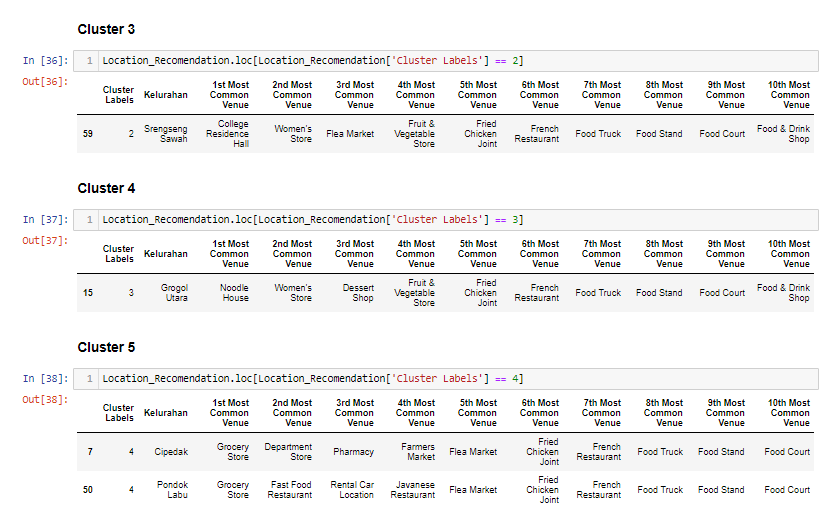 Cluster 3
In [36]: 1 Location_Recomendation.loc[Location_Recomendation['Cluster Labels'] == 2]
Out[36]:
Cluster Labels Kelurahan 1st Most Common Venue 2nd Most Common Venue 3rd Most Common Venue 4th Most Common Venue 5th Most Common Venue 6th Most Common Venue 7th Most Common Venue 8th Most Common Venue 9th Most Common Venue 10th Most Common Venue
59 2 Srengseng Sawah College Residence Hall Women's Store Flea Market Fruit & Vegetable Store Fried Chicken Joint French Restaurant Food Truck Food Stand Food Court Food & Drink Shop
Cluster 4
In [37]: 1 Location_Recomendation.loc[Location_Recomendation['Cluster Labels'] == 3]
Out[37]:
Cluster Labels Kelurahan 1st Most Common Venue 2nd Most Common Venue 3rd Most Common Venue 4th Most Common Venue 5th Most Common Venue 6th Most Common Venue 7th Most Common Venue 8th Most Common Venue 9th Most Common Venue 10th Most Common Venue
15 3 Grogol Utara Noodle House Women's Store Dessert Shop Fruit & Vegetable Store Fried Chicken Joint French Restaurant Food Truck Food Stand Food Court Food & Drink Shop
Cluster 5
In [38]: 1 Location_Recomendation.loc[Location_Recomendation['Cluster Labels'] == 4]
Out[38]:
Cluster Labels Kelurahan 1st Most Common Venue 2nd Most Common Venue 3rd Most Common Venue 4th Most Common Venue 5th Most Common Venue 6th Most Common Venue 7th Most Common Venue 8th Most Common Venue 9th Most Common Venue 10th Most Common Venue
7 4 Cipedak Grocery Store Department Store Pharmacy Farmers Market Flea Market Fried Chicken Joint French Restaurant Food Truck Food Stand Food Court
50 4 Pondok Labu Grocery Store Fast Food Restaurant Rental Car Location Javanese Restaurant Flea Market Fried Chicken Joint French Restaurant Food Truck Food Stand Food Court